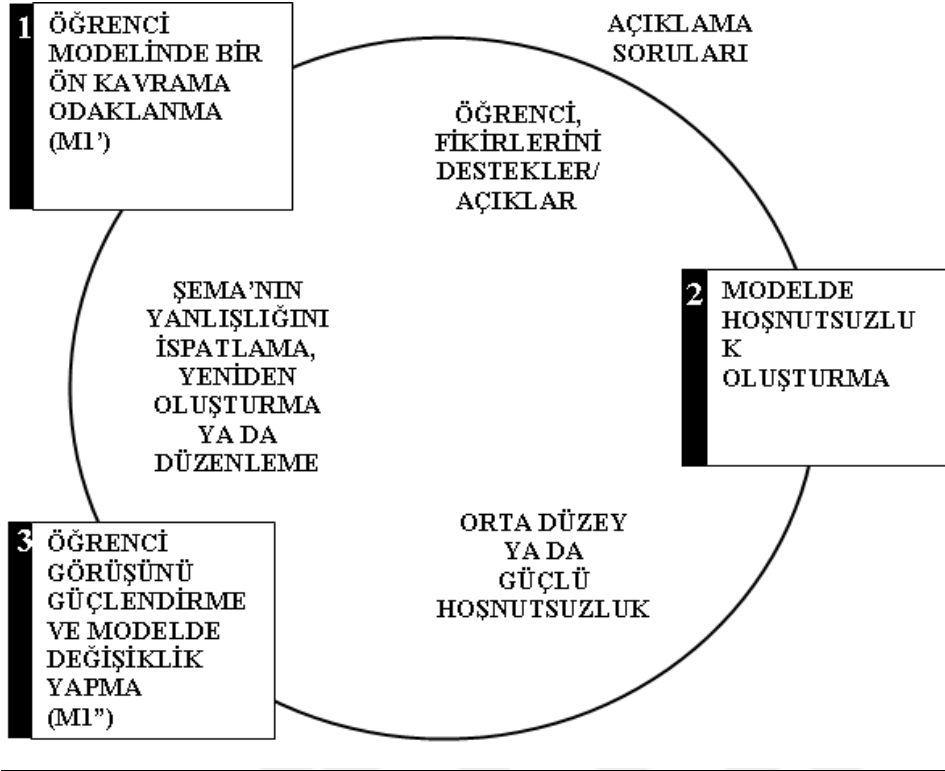 1
ÖĞRENCİ
MODELİNDE BİR
ÖN KAVRAMA
ODAKLANMA
(M1’)
AÇIKLAMA
SORULARI
ÖĞRENCİ,
FİKİRLERİNİ
DESTEKLER/
AÇIKLAR
2
MODELDE
HOŞNUTSUZLU
K
OLUŞTURMA
ŞEMA’NIN
YANLIŞLIĞINI
İSPATLAMA,
YENİDEN
OLUŞTURMA
YA DA
DÜZENLEME
ORTA DÜZEY
YA DA
GÜÇLÜ
HOŞNUTSUZLUK
3
ÖĞRENCİ
GÖRÜŞÜNÜ
GÜÇLENDİRME
VE MODELDE
DEĞİŞİKLİK
YAPMA
(M1”)